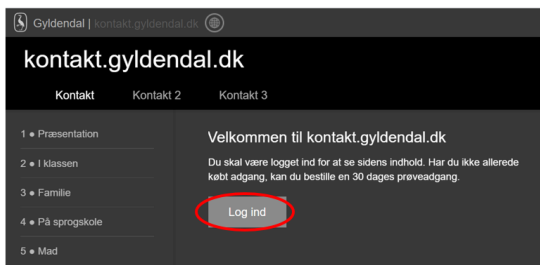 Gyldendal | kontakt.gyldendal.dk
kontakt.gyldendal.dk
Kontakt Kontakt 2 Kontakt 3
1 ● Præsentation
2 ● I klassen
3 ● Familie
4 ● På sprogskole
5 ● Mad
Velkommen til kontakt.gyldendal.dk
Du skal være logget ind for at se sidens indhold. Har du ikke allerede
købt adgang, kan du bestille en 30 dages prøveadgang.
Log ind